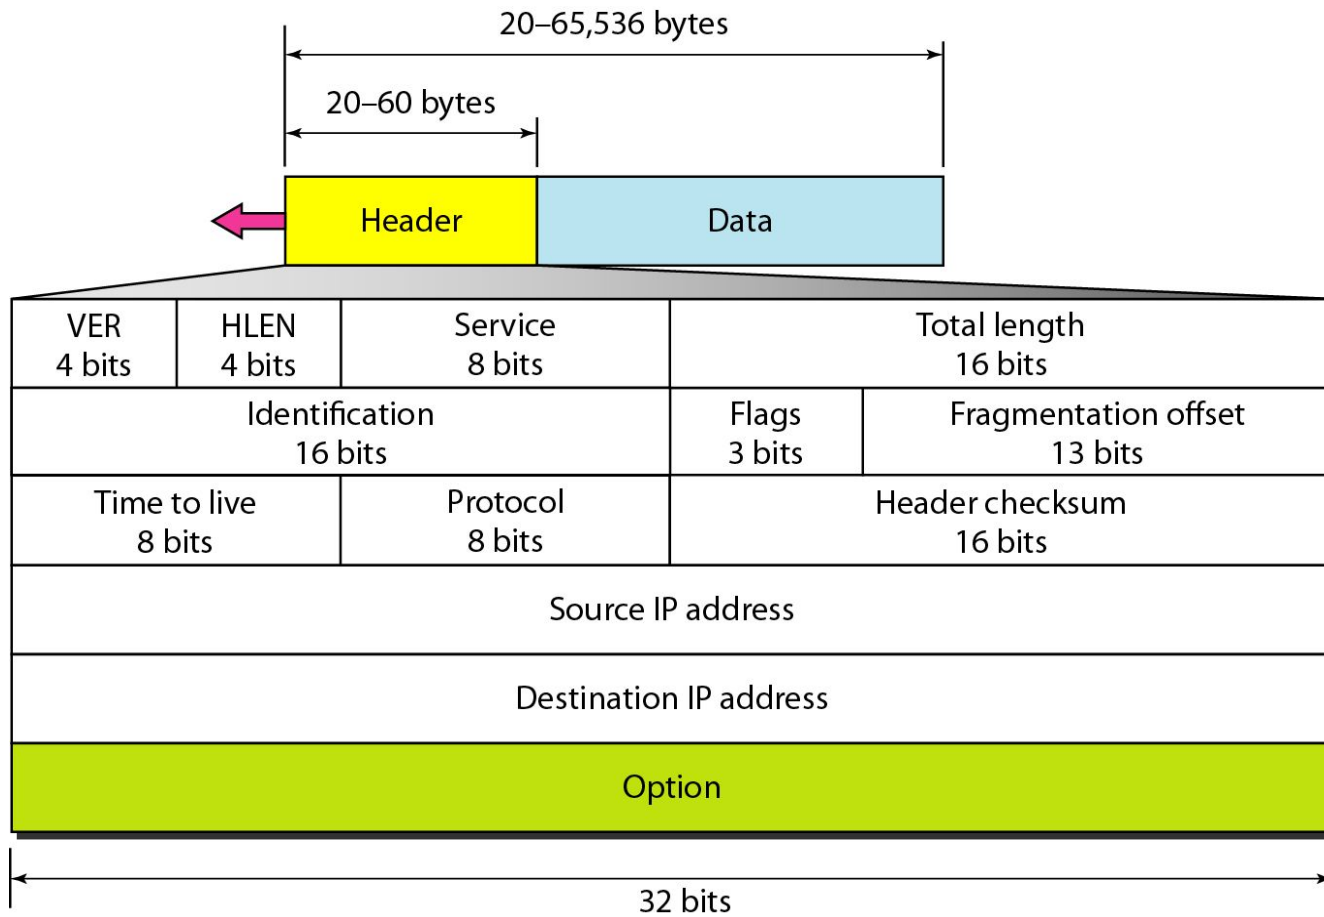 20–65,536 bytes
20–60 bytes
Header
Data
VER
4 bits
HLEN
4 bits
Service
8 bits
Total length
16 bits
Identification
16 bits
Flags
3 bits
Fragmentation offset
13 bits
Time to live
8 bits
Protocol
8 bits
Header checksum
16 bits
Source IP address
Destination IP address
Option
32 bits